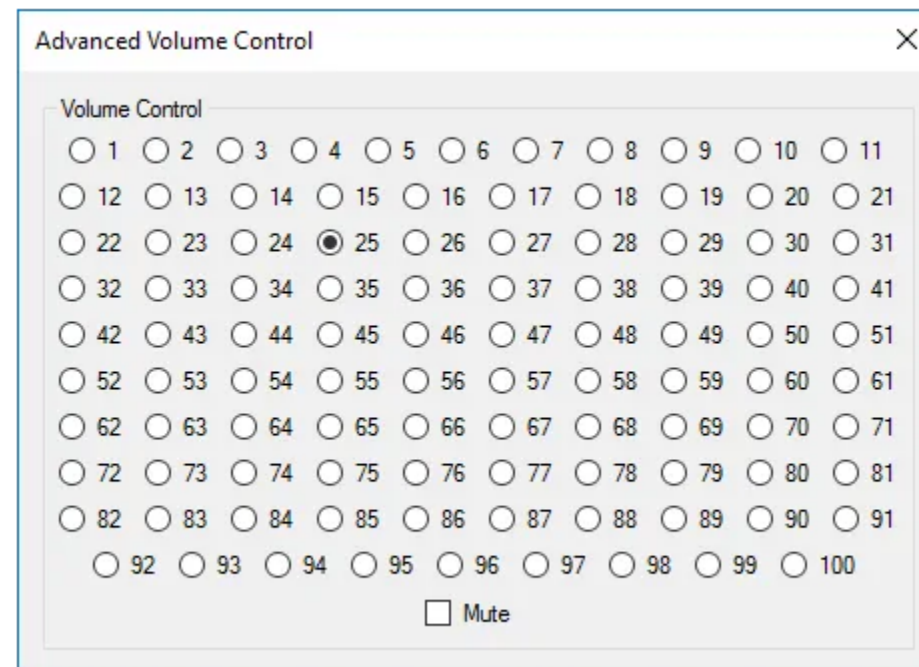 Advanced Volume Control
Volume Control
1 2 3 4 5 6 7 8 9 10 11
12 13 14 15 16 17 18 19 20 21
22 23 24 25 26 27 28 29 30 31
32 33 34 35 36 37 38 39 40 41
42 43 44 45 46 47 48 49 50 51
52 53 54 55 56 57 58 59 60 61
62 63 64 65 66 67 68 69 70 71
72 73 74 75 76 77 78 79 80 81
82 83 84 85 86 87 88 89 90 91
92 93 94 95 96 97 98 99 100
Mute